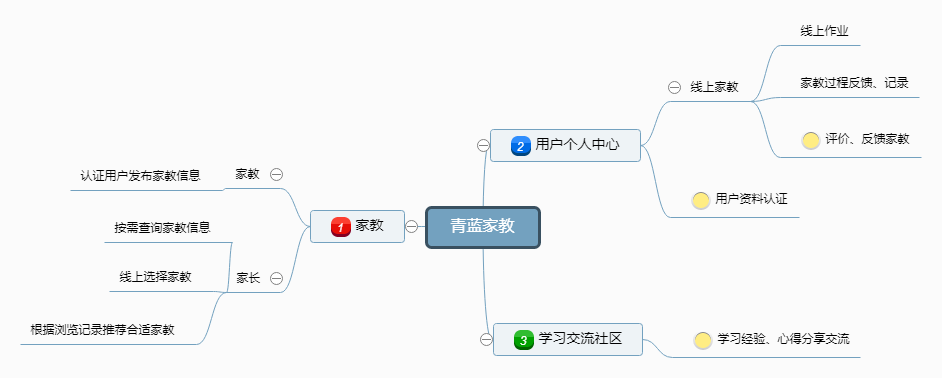 青蓝家教
1 家教
家教
认证用户发布家教信息
家长
按需查询家教信息
线上选择家教
根据浏览记录推荐合适家教
2 用户个人中心
线上家教
线上作业
家教过程反馈、记录
评价、反馈家教
用户资料认证
3 学习交流社区
学习经验、心得分享交流